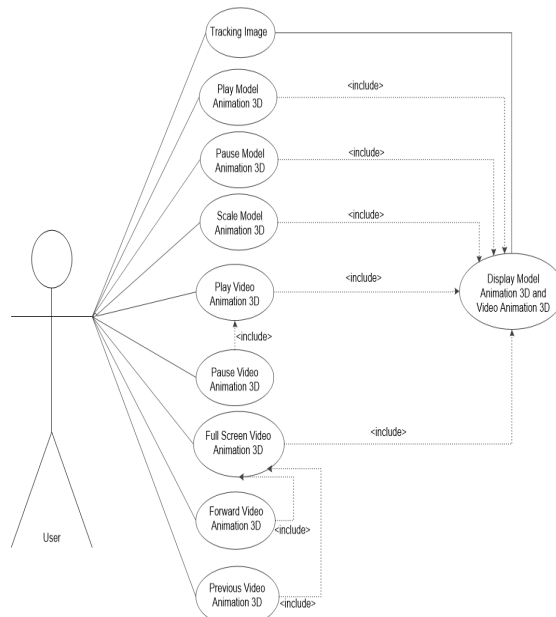 Tracking Image
Play Model
Animation 3D
<include>
Pause Model
Animation 3D
<include>
Scale Model
Animation 3D
<include>
Play Video
Animation 3D
<include>
Display Model
Animation 3D and
Video Animation 3D
<include>
Pause Video
Animation 3D
Full Screen Video
Animation 3D
<include>
Forward Video
Animation 3D
<include>
User
Previous Video
Animation 3D
<include>